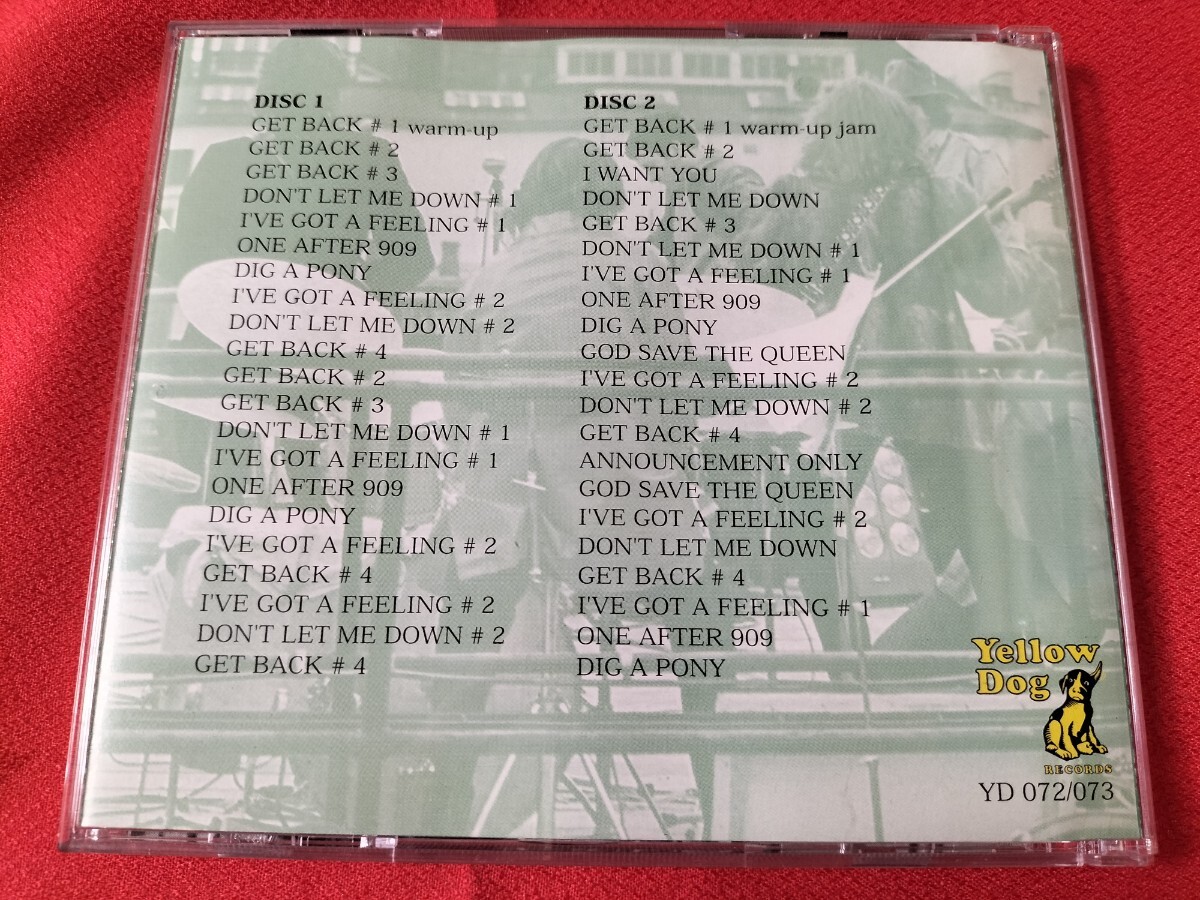 DISC 1
GET BACK # 1 warm-up
GET BACK # 2
GET BACK # 3
DON'T LET ME DOWN # 1
I'VE GOT A FEELING # 1
ONE AFTER 909
DIG A PONY
I'VE GOT A FEELING # 2
DON'T LET ME DOWN # 2
GET BACK # 4
GET BACK # 2
GET BACK # 3
DON'T LET ME DOWN # 1
I'VE GOT A FEELING # 1
ONE AFTER 909
DIG A PONY
I'VE GOT A FEELING # 2
GET BACK # 4
I'VE GOT A FEELING # 2
DON'T LET ME DOWN # 2
GET BACK # 4
DISC 2
GET BACK # 1 warm-up jam
GET BACK # 2
I WANT YOU
DON'T LET ME DOWN
GET BACK # 3
DON'T LET ME DOWN # 1
I'VE GOT A FEELING # 1
ONE AFTER 909
DIG A PONY
GOD SAVE THE QUEEN
I'VE GOT A FEELING # 2
DON'T LET ME DOWN # 2
GET BACK # 4
ANNOUNCEMENT ONLY
GOD SAVE THE QUEEN
I'VE GOT A FEELING # 2
DON'T LET ME DOWN
GET BACK # 4
I'VE GOT A FEELING # 1
ONE AFTER 909
DIG A PONY
Yellow
Dog
RECORDS
YD 072/073